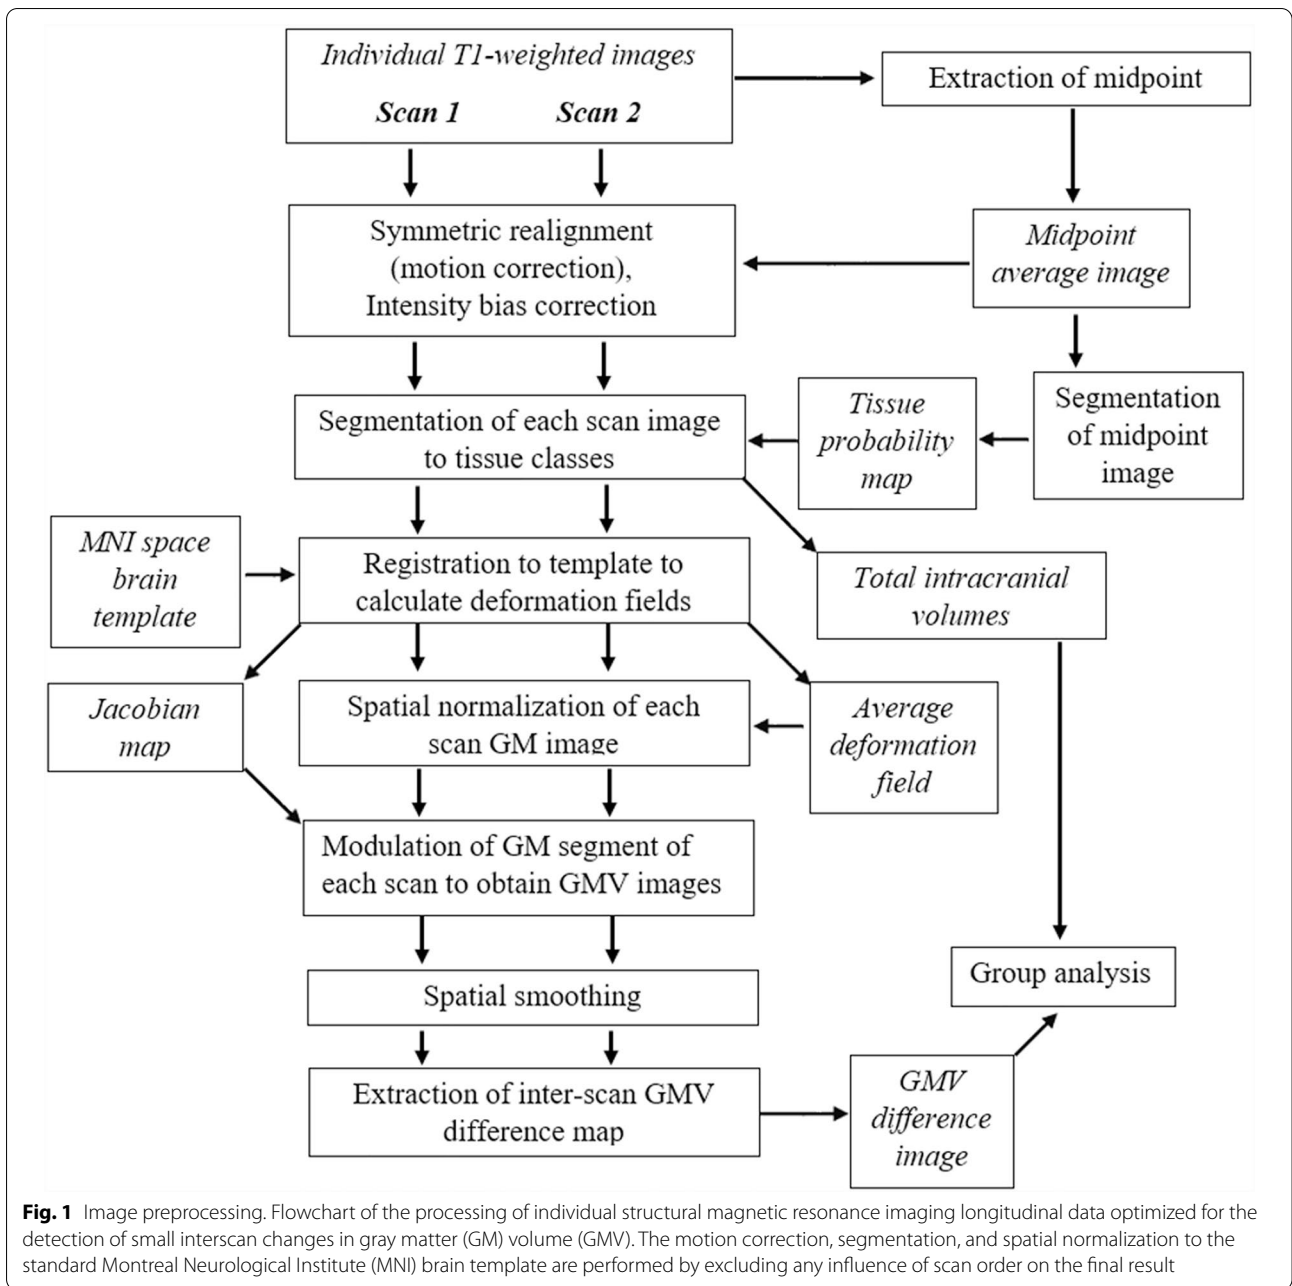 Individual T1-weighted images
Scan 1 Scan 2
Extraction of midpoint
Symmetric realignment
(motion correction),
Intensity bias correction
Midpoint
average image
Segmentation of each scan image
to tissue classes
Tissue
probability
map
Segmentation
of midpoint
image
MNI space
brain
template
Registration to template to
calculate deformation fields
Total intracranial
volumes
Jacobian
map
Spatial normalization of each
scan GM image
Average
deformation
field
Modulation of GM segment of
each scan to obtain GMV images
Spatial smoothing
Group analysis
Extraction of inter-scan GMV
difference map
GMV
difference
image
Fig. 1 Image preprocessing. Flowchart of the processing of individual structural magnetic resonance imaging longitudinal data optimized for the
detection of small interscan changes in gray matter (GM) volume (GMV). The motion correction, segmentation, and spatial normalization to the
standard Montreal Neurological Institute (MNI) brain template are performed by excluding any influence of scan order on the final result